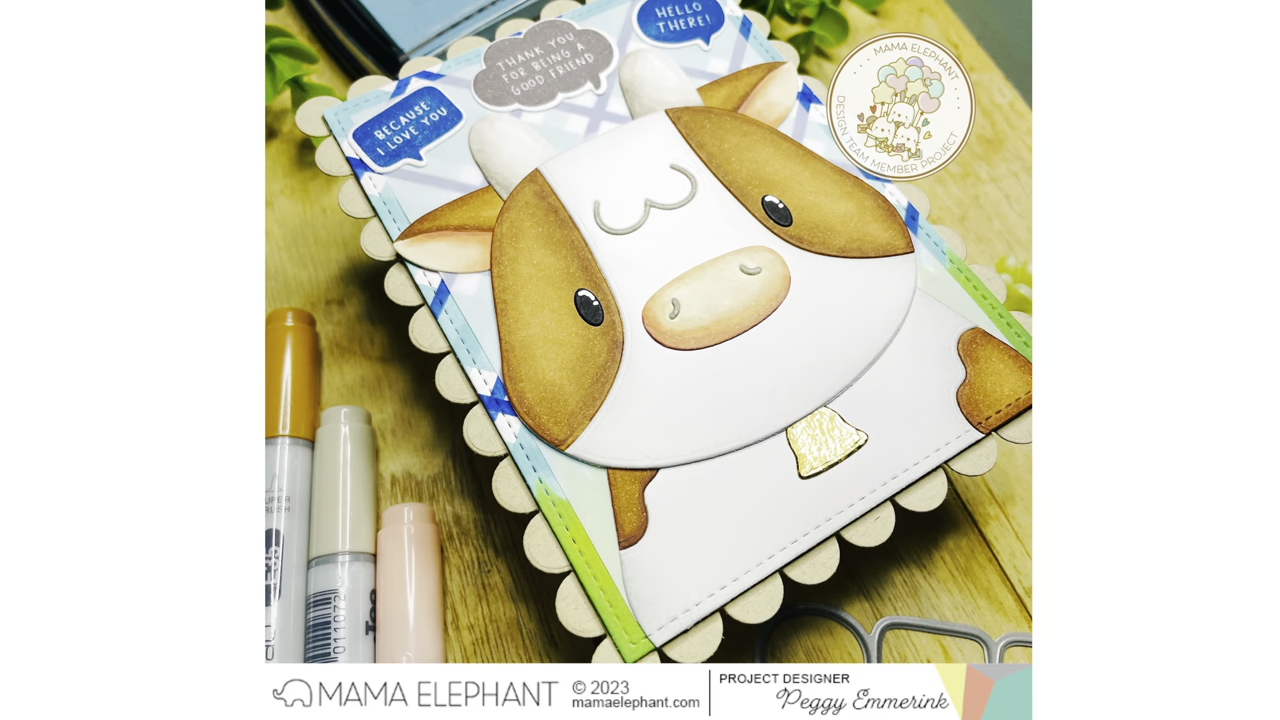 HELLO
THERE!
THANK YOU
FOR BEING A
GOOD FRIEND
BECAUSE
I LOVE YOU
MAMA ELEPHANT
DESIGN TEAM MEMBER PROJECT
011072
MAMA ELEPHANT
© 2023
mamaelephant.com
PROJECT DESIGNER
Peggy Emmerink